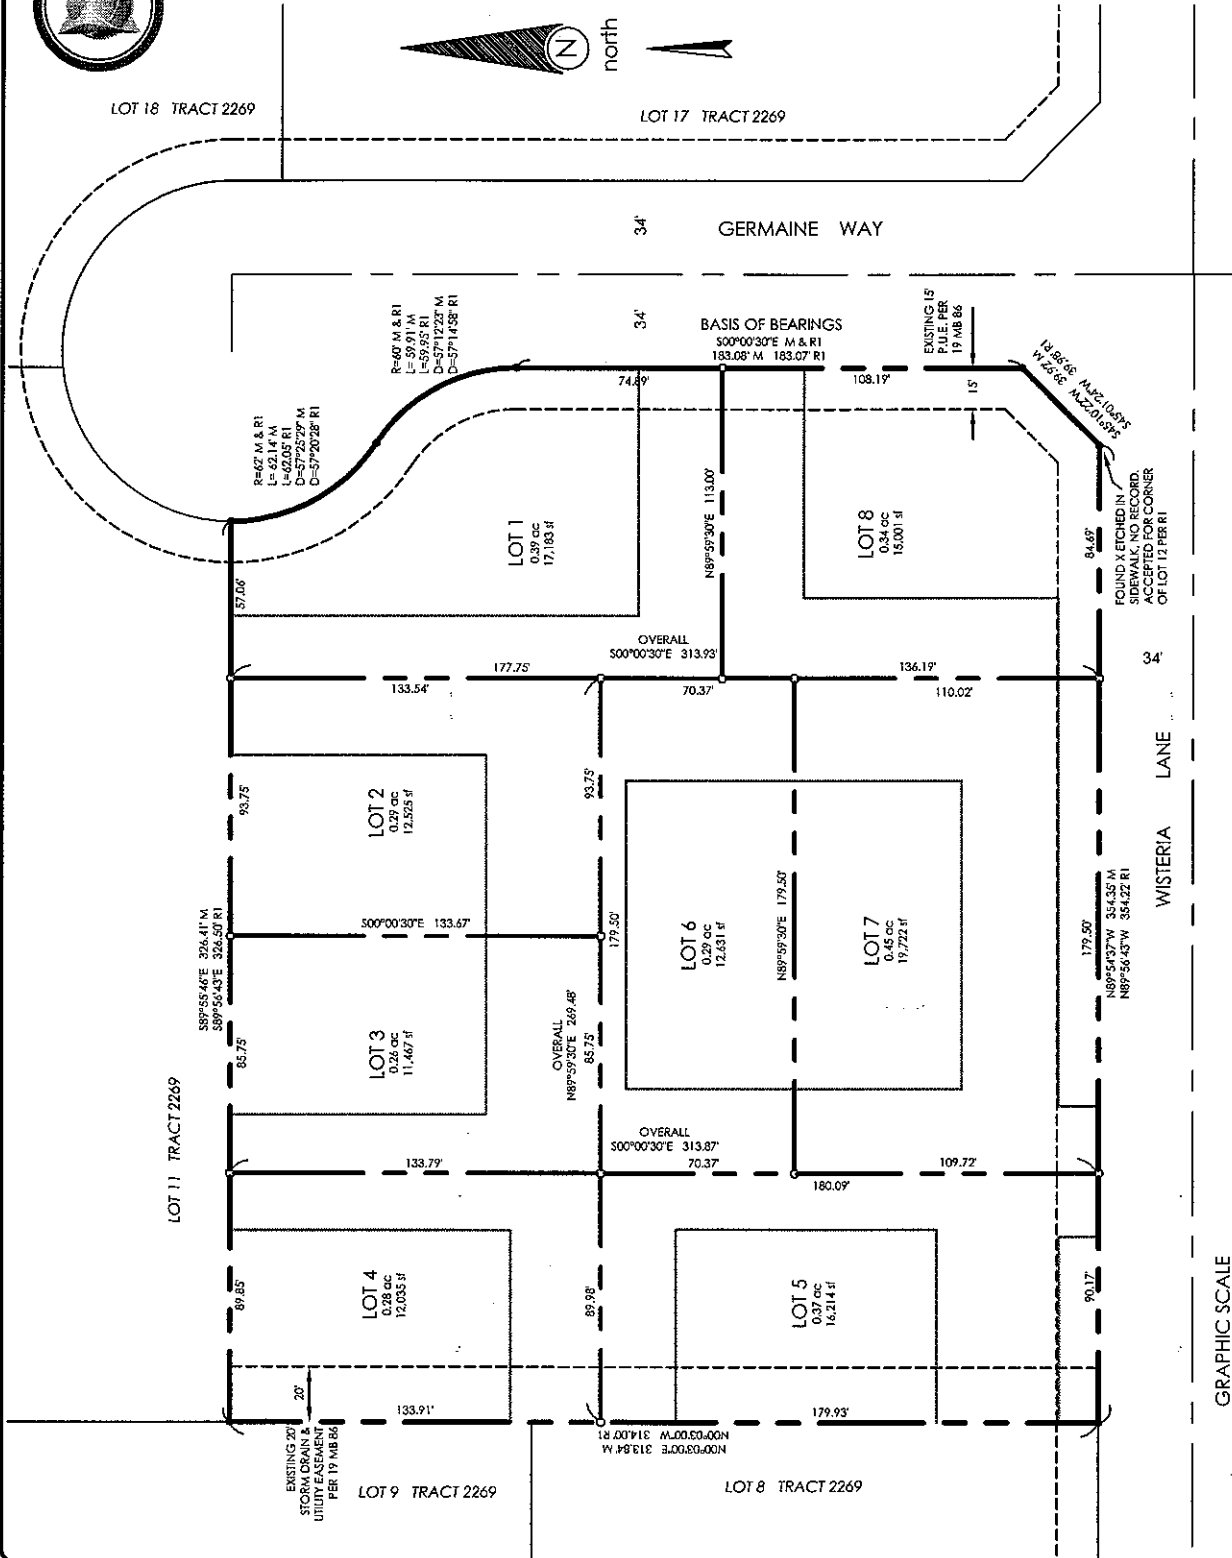 N
north
LOT 18 TRACT 2269
LOT 17 TRACT 2269
34'
GERMAINE WAY
34'
R=60' M & R1
L= 59.91' M
L=59.95' R1
D=57°12'23" M
D=57°14'58" R1
R=62' M & R1
L= 62.14' M
L=62.05' R1
D=57°25'29" M
D=57°20'28" R1
BASIS OF BEARINGS
S00°00'30"E M & R1
183.08' M 183.07' R1
EXISTING 15'
P.U.E. PER
19 MB 86
15'
74.89'
108.19'
S45°10'22"W 39.92' M
S45°01'24"W 39.98' R1
FOUND X ETCHED IN
SIDEWALK, NO RECORD.
ACCEPTED FOR CORNER
OF LOT 12 PER R1
LOT 1
0.39 ac
17,183 sf
N89°59'30"E 113.00'
LOT 8
0.34 ac
15,001 sf
84.69'
57.06'
OVERALL
S00°00'30"E 313.93'
177.75'
136.19'
133.54'
70.37'
110.02'
34'
93.75'
LOT 2
0.29 ac
12,525 sf
93.75'
WISTERIA LANE
S89°55'46"E 326.41' M
S89°56'43"E 326.50' R1
S00°00'30"E 133.67'
179.50'
LOT 6
0.29 ac
12,631 sf
N89°59'30"E 179.50'
LOT 7
0.45 ac
19,722 sf
179.50'
N89°54'37"W 354.35' M
N89°56'43"W 354.22' R1
85.75'
LOT 3
0.26 ac
11,467 sf
OVERALL
N89°59'30"E 269.48'
85.75'
LOT 11 TRACT 2269
OVERALL
S00°00'30"E 313.87'
133.79'
70.37'
109.72'
180.09'
89.85'
LOT 4
0.28 ac
12,035 sf
89.98'
LOT 5
0.37 ac
16,214 sf
90.17'
20'
EXISTING 20'
STORM DRAIN &
UTILITY EASEMENT
PER 19 MB 86
133.91'
179.93'
N00°03'00"E 313.84' M
N00°03'00"W 314.00' R1
LOT 9 TRACT 2269
LOT 8 TRACT 2269
GRAPHIC SCALE